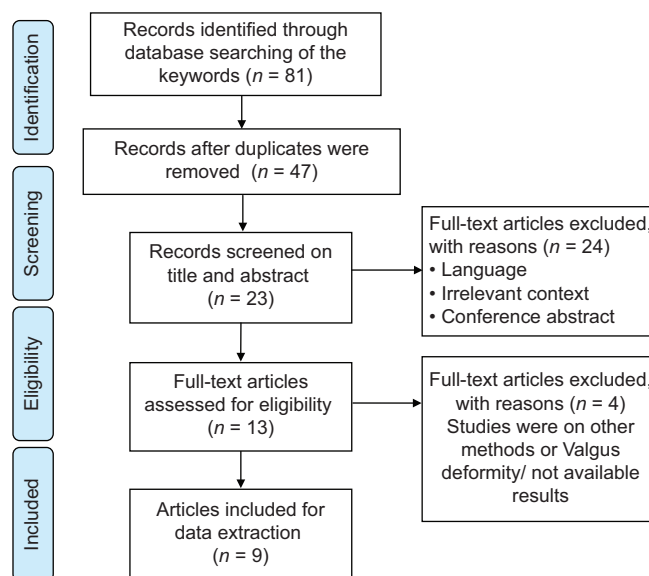 Identification
Records identified through
database searching of the
keywords (n = 81)
Records after duplicates were
removed (n = 47)
Screening
Records screened on
title and abstract
(n = 23)
Full-text articles excluded,
with reasons (n = 24)
• Language
• Irrelevant context
• Conference abstract
Eligibility
Full-text articles
assessed for eligibility
(n = 13)
Full-text articles excluded,
with reasons (n = 4)
Studies were on other
methods or Valgus
deformity/ not available
results
Included
Articles included for
data extraction
(n = 9)